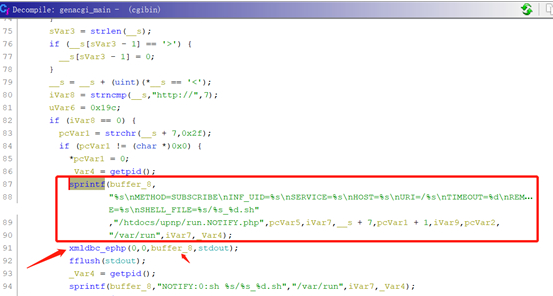 Decompile: genacgi_main - (cgibin)
74 }
75 sVar3 = strlen(__s);
76 if (__s[sVar3 - 1] == '>') {
77 __s[sVar3 - 1] = 0;
78 }
79 __s = __s + (uint)(*__s == '<');
80 iVar8 = strncmp(__s,"http://",7);
81 uVar6 = 0x19c;
82 if (iVar8 == 0) {
83 pcVar1 = strchr(__s + 7,0x2f);
84 if (pcVar1 != (char *)0x0) {
85 *pcVar1 = 0;
86 _Var4 = getpid();
87 sprintf(buffer_8,
88 "%s\nMETHOD=SUBSCRIBE\nINF_UID=%s\nSERVICE=%s\nHOST=%s\nURI=/%s\nTIMEOUT=%d\nREM…
E=%s\nSHELL_FILE=%s/%s_%d.sh"
89 ,"/htdocs/upnp/run.NOTIFY.php",pcVar5,iVar7,__s + 7,pcVar1 + 1,iVar9,pcVar2,
90 "/var/run",iVar7,_Var4);
91 xmldbc_ephp(0,0,buffer_8,stdout);
92 fflush(stdout);
93 _Var4 = getpid();
94 sprintf(buffer_8,"NOTIFY:0:sh %s/%s_%d.sh","/var/run",iVar7,_Var4);